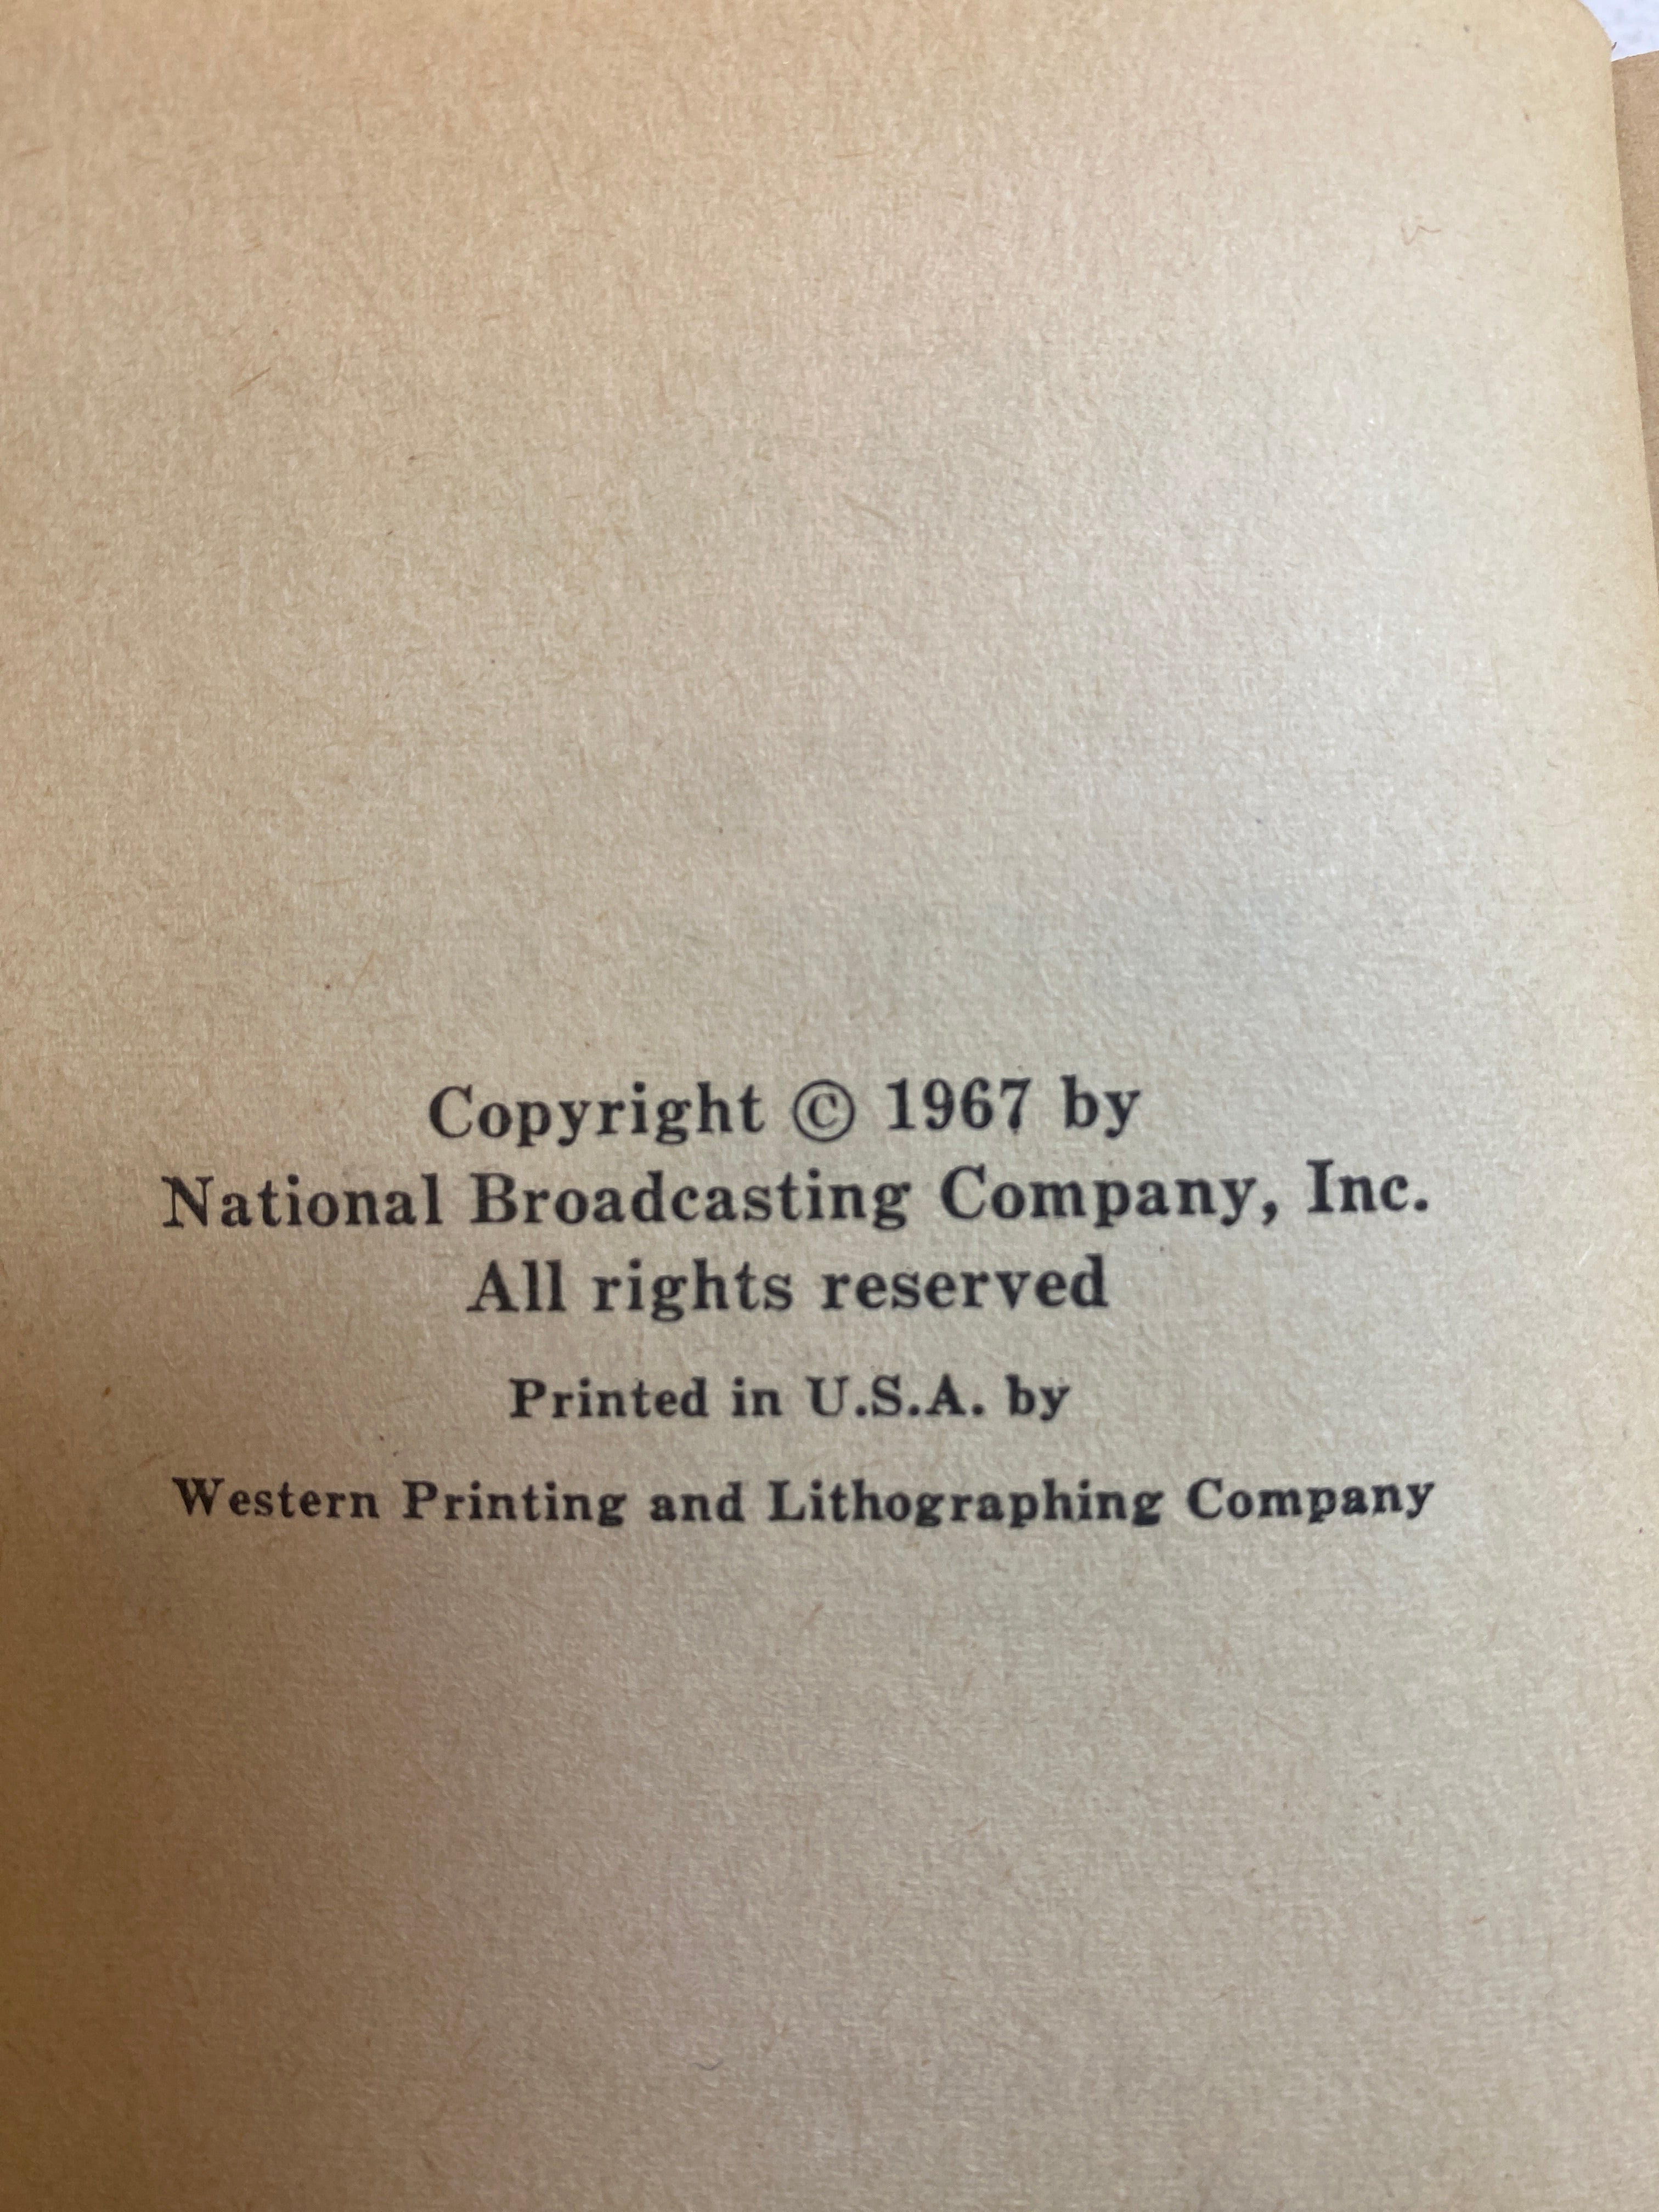 Copyright © 1967 by
National Broadcasting Company, Inc.
All rights reserved
Printed in U.S.A. by
Western Printing and Lithographing Company